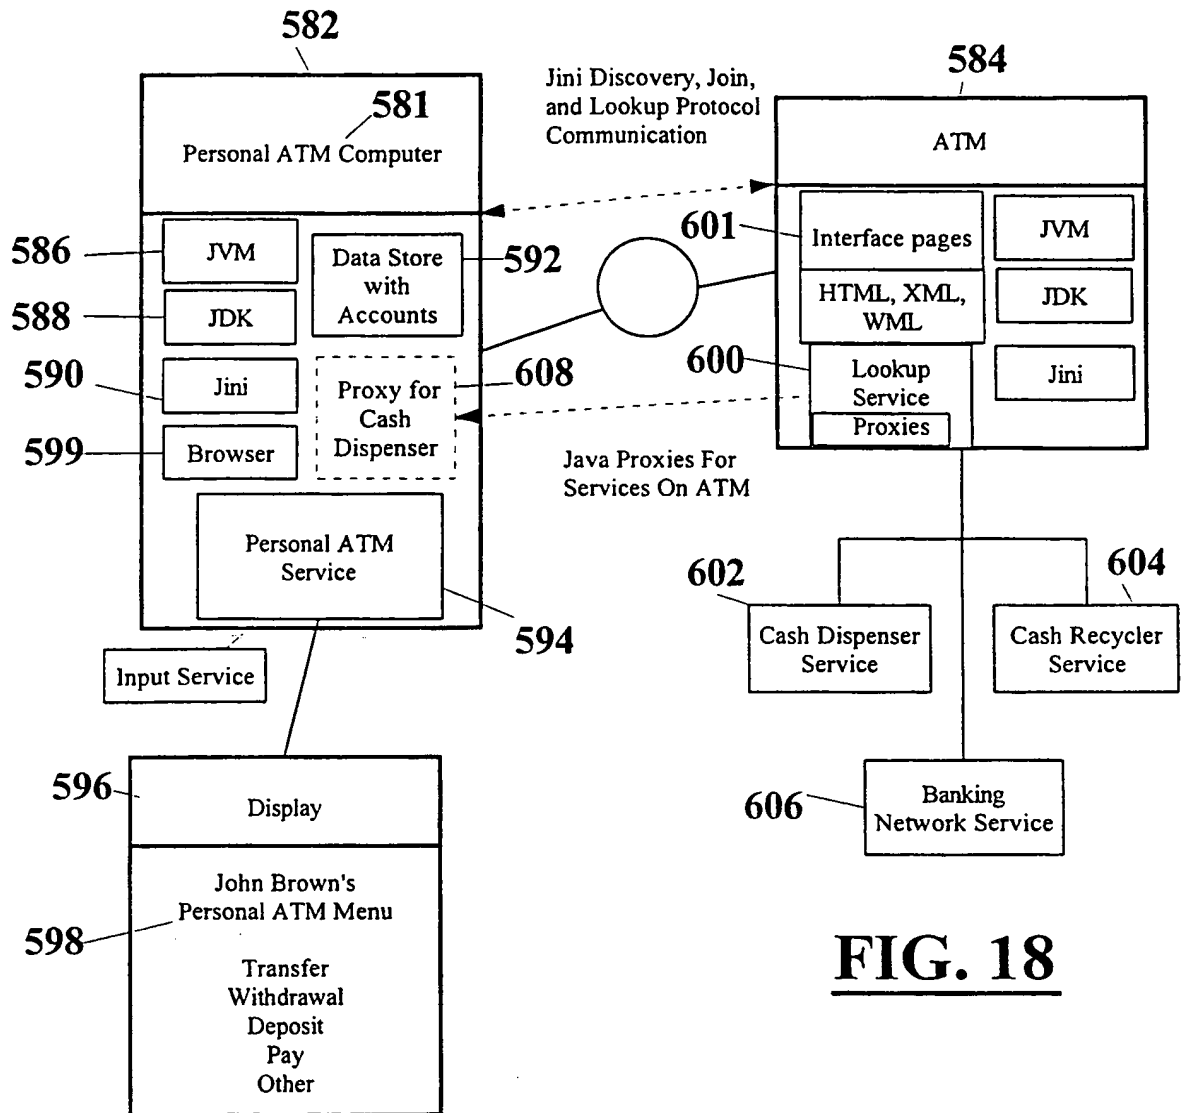 582
581
Personal ATM Computer
586
JVM
588
JDK
590
Jini
599
Browser
Data Store
with
Accounts
592
Proxy for
Cash
Dispenser
608
Personal ATM
Service
594
Input Service
596
Display
John Brown's
Personal ATM Menu
598
Transfer
Withdrawal
Deposit
Pay
Other
Jini Discovery, Join,
and Lookup Protocol
Communication
Java Proxies For
Services On ATM
584
ATM
601
Interface pages
HTML, XML,
WML
600
Lookup
Service
Proxies
JVM
JDK
Jini
602
Cash Dispenser
Service
604
Cash Recycler
Service
606
Banking
Network Service
FIG. 18